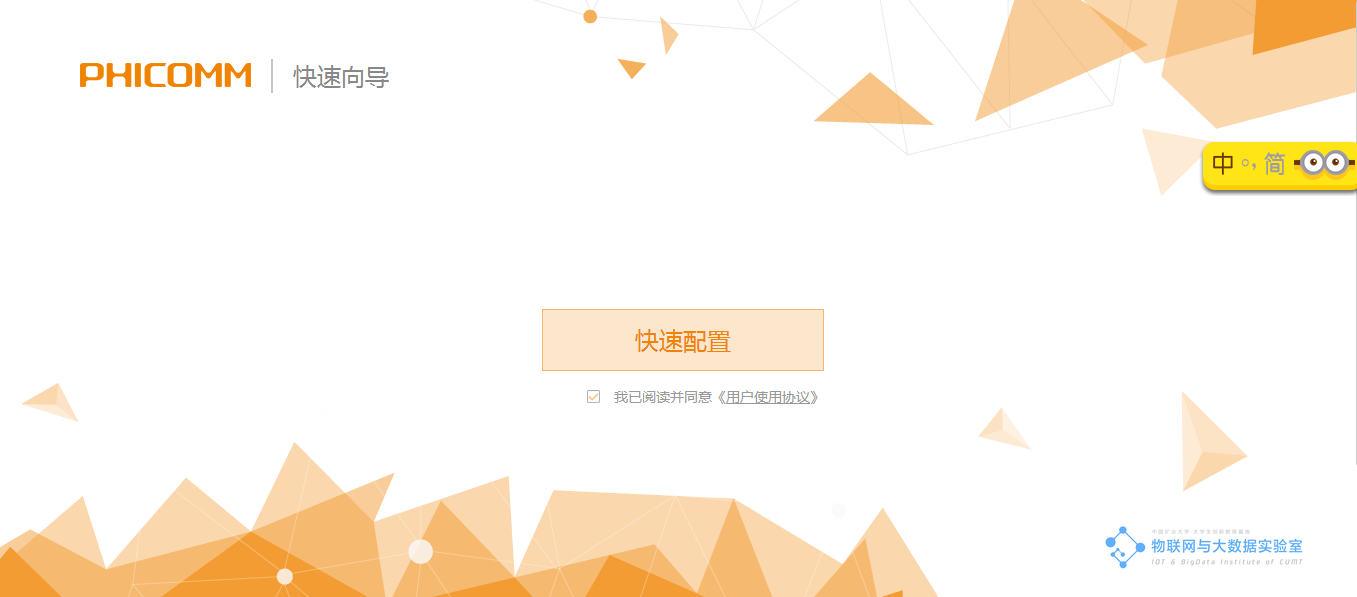 PHICOMM 快速向导
中 °, 简
快速配置
我已阅读并同意《用户使用协议》
物联网与大数据实验室
IOT & BigData Institute of CUMT